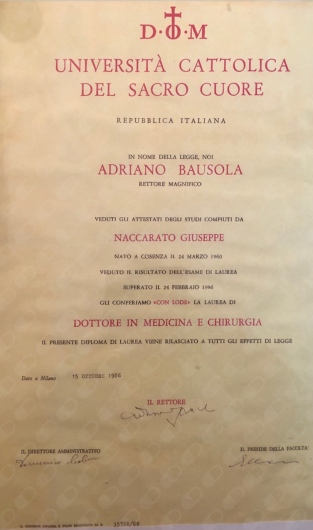 D·O·M
UNIVERSITÀ CATTOLICA
DEL SACRO CUORE
REPUBBLICA ITALIANA
IN NOME DELLA LEGGE, NOI
ADRIANO BAUSOLA
RETTORE MAGNIFICO
VEDUTI GLI ATTESTATI DEGLI STUDI COMPIUTI DA
NACCARATO GIUSEPPE
NATO A COSENZA IL 24 MARZO 1960
VEDUTO IL RISULTATO DELL'ESAME DI LAUREA
SUPERATO IL 26 FEBBRAIO 1986
GLI CONFERIAMO «CON LODE» LA LAUREA DI
DOTTORE IN MEDICINA E CHIRURGIA
IL PRESENTE DIPLOMA DI LAUREA VIENE RILASCIATO A TUTTI GLI EFFETTI DI LEGGE
Dato a Milano 15 OTTOBRE 1986
IL RETTORE
IL DIRETTORE AMMINISTRATIVO
IL PRESIDE DELLA FACOLTÀ